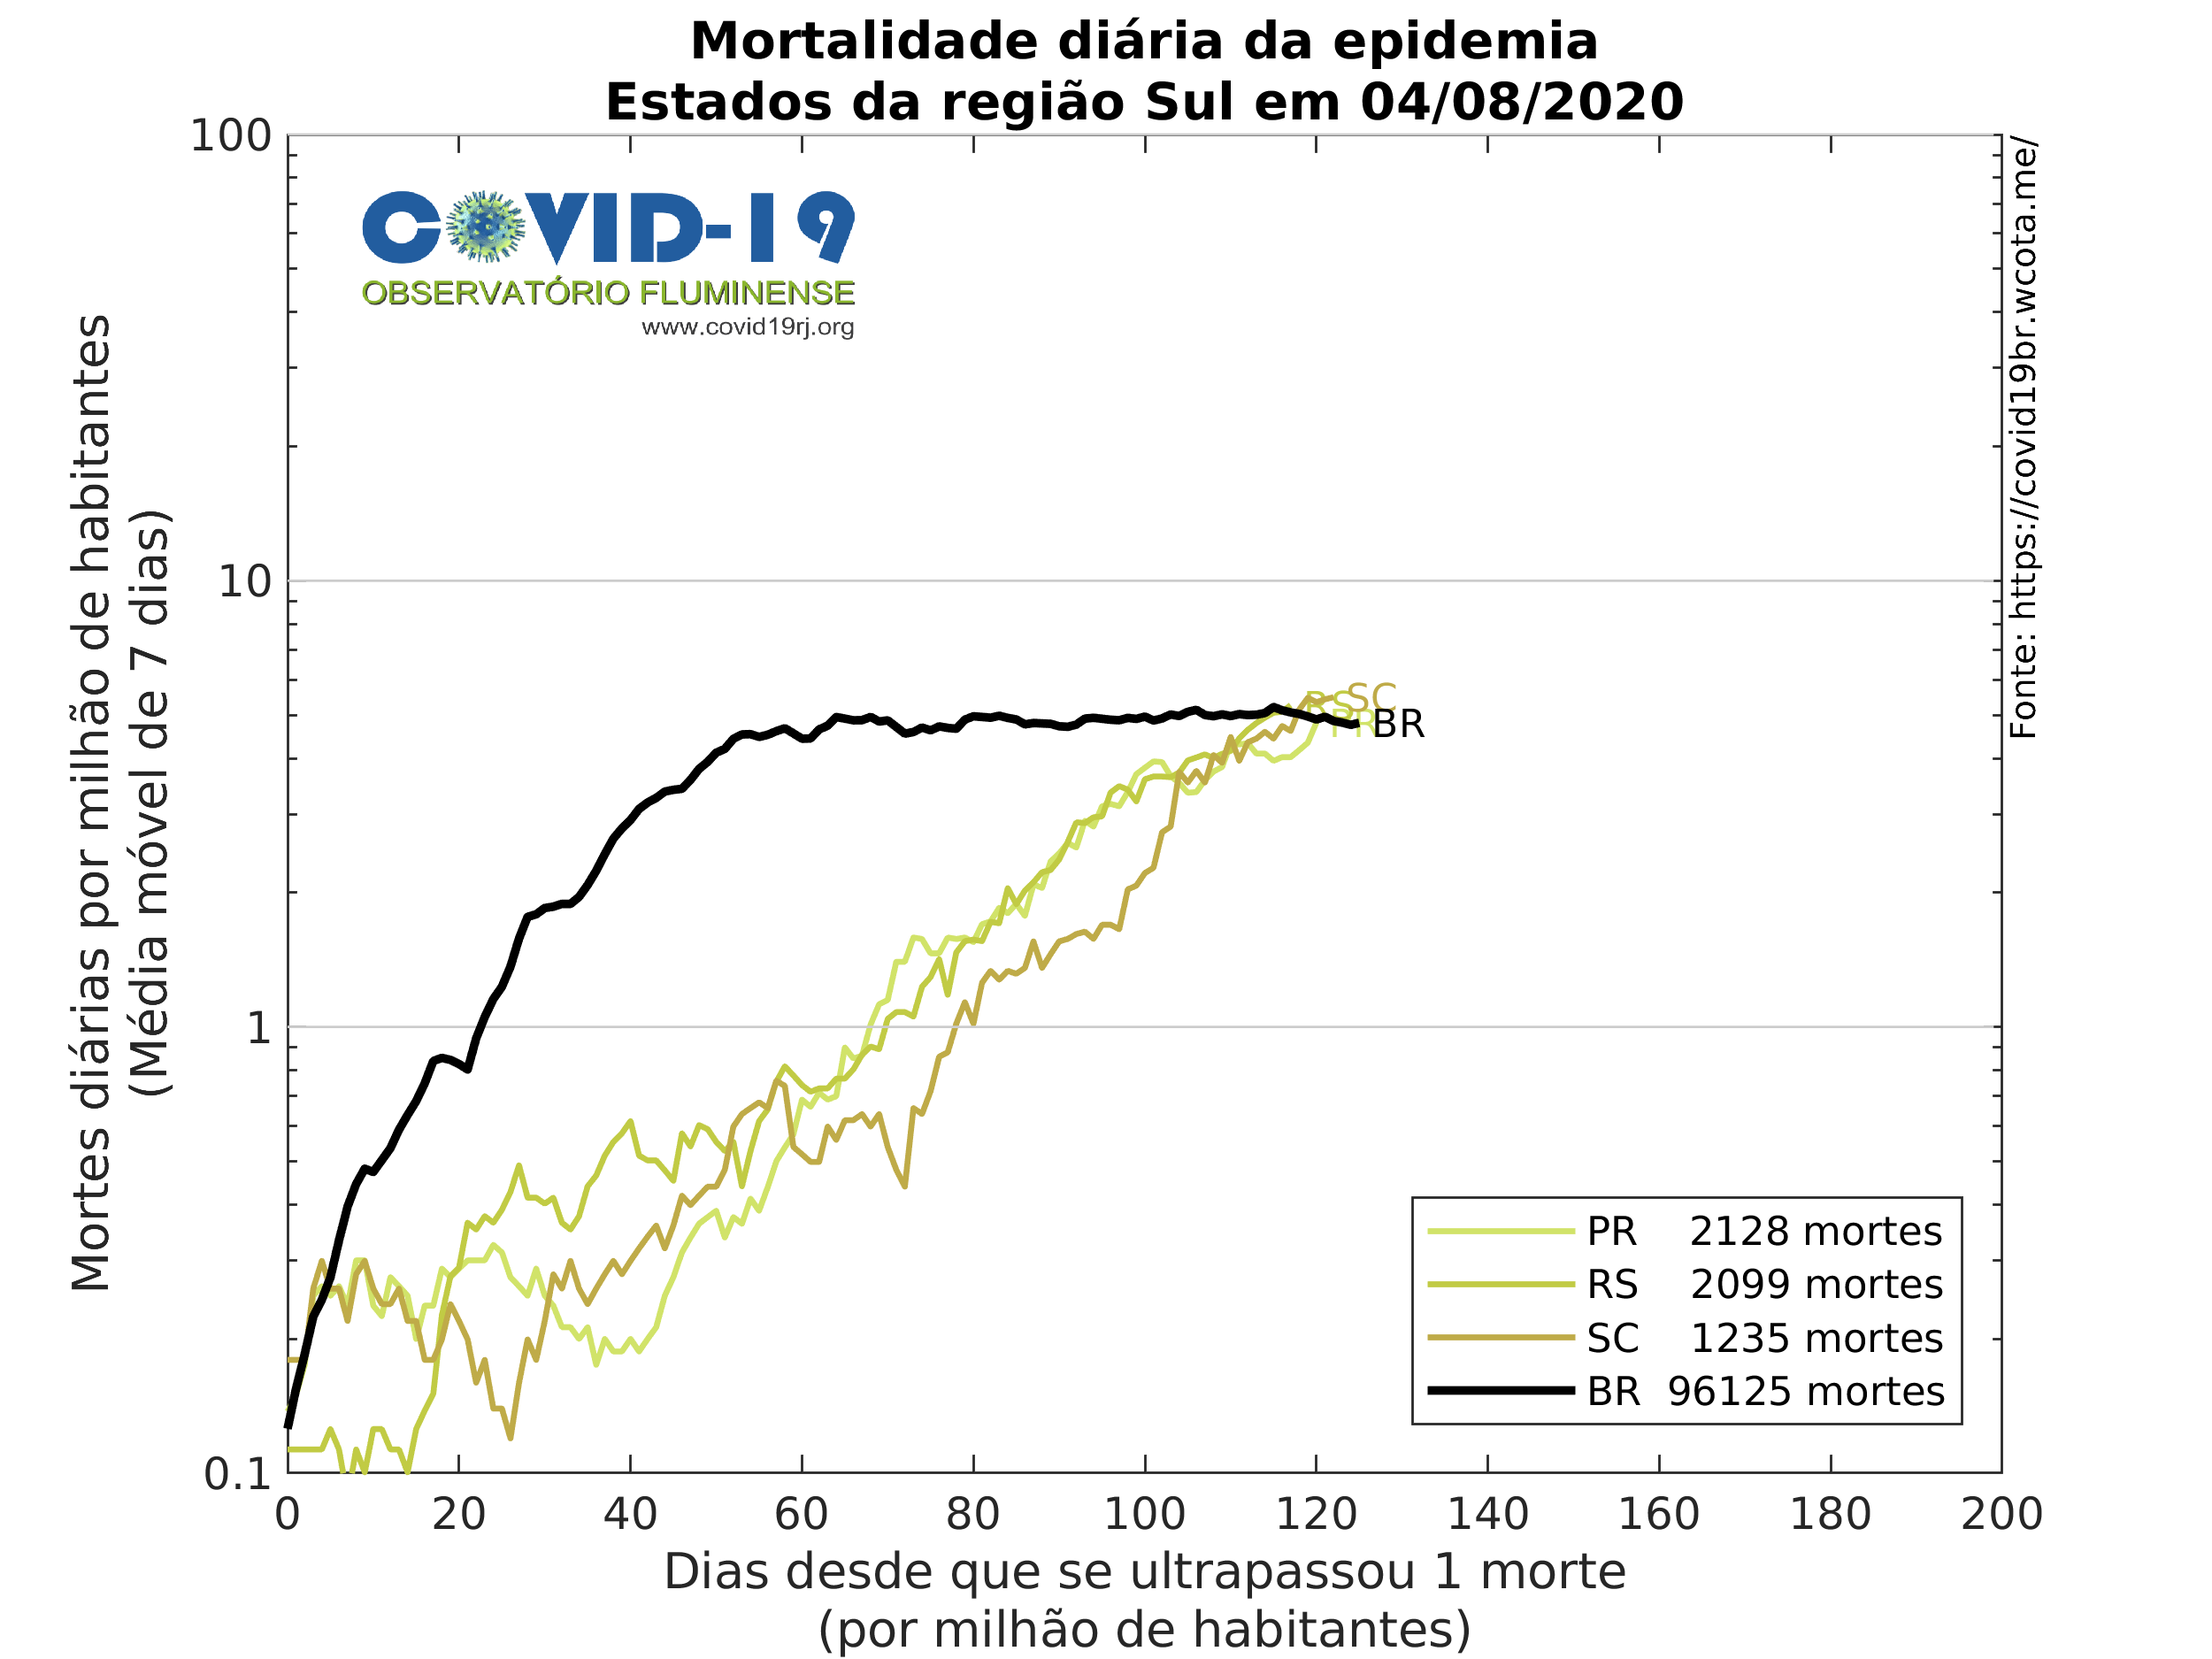 Mortalidade diária da epidemia
Estados da região Sul em 04/08/2020
COVID-19
OBSERVATÓRIO FLUMINENSE
www.covid19rj.org
Mortes diárias por milhão de habitantes
(Média móvel de 7 dias)
100
10
1
0.1
Fonte: https://covid19br.wcota.me/
RS
SC
PR
BR
PR 2128 mortes
RS 2099 mortes
SC 1235 mortes
BR 96125 mortes
0 20 40 60 80 100 120 140 160 180 200
Dias desde que se ultrapassou 1 morte
(por milhão de habitantes)